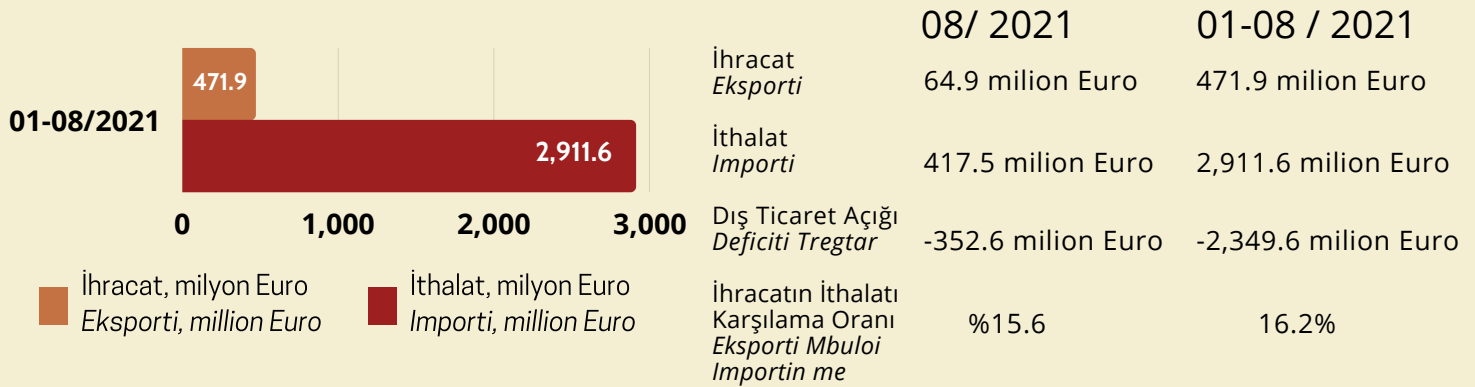 01-08/2021
471.9
2,911.6
0 1,000 2,000 3,000
İhracat, milyon Euro
Eksporti, million Euro
İthalat, milyon Euro
Importi, million Euro
08/ 2021 01-08 / 2021
İhracat
Eksporti
64.9 milion Euro 471.9 milion Euro
İthalat
Importi
417.5 milion Euro 2,911.6 milion Euro
Dış Ticaret Açığı
Deficiti Tregtar
-352.6 milion Euro -2,349.6 milion Euro
İhracatın İthalatı
Karşılama Oranı
Eksporti Mbuloi
Importin me
%15.6 16.2%